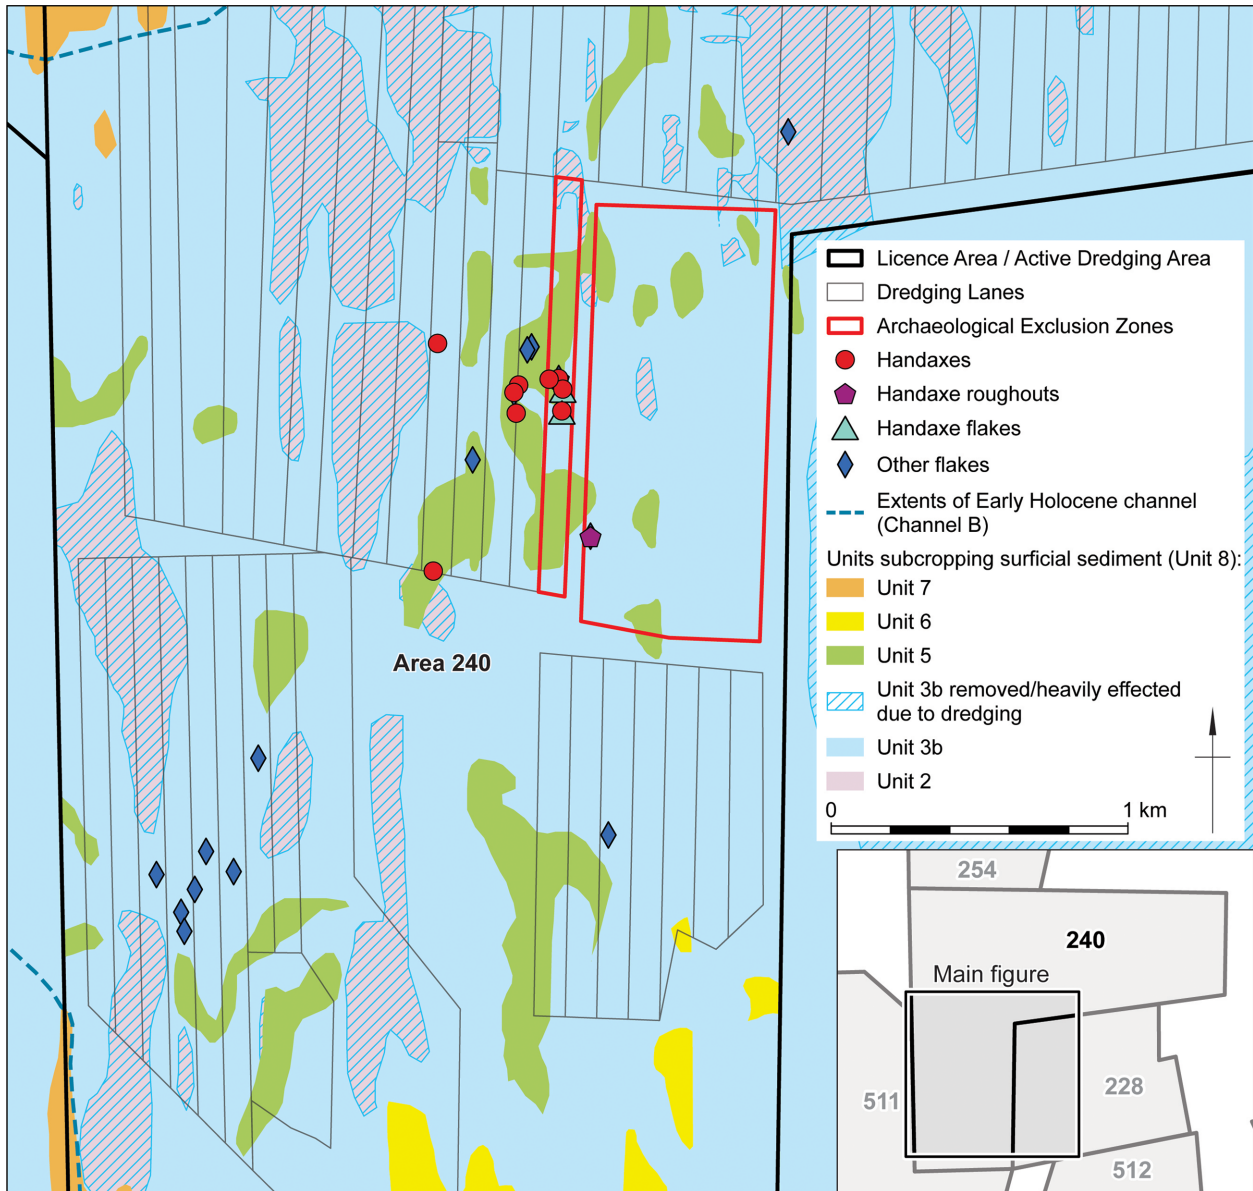 Area 240
Licence Area / Active Dredging Area
Dredging Lanes
Archaeological Exclusion Zones
Handaxes
Handaxe roughouts
Handaxe flakes
Other flakes
Extents of Early Holocene channel
(Channel B)
Units subcropping surficial sediment (Unit 8):
Unit 7
Unit 6
Unit 5
Unit 3b removed/heavily effected
due to dredging
Unit 3b
Unit 2
0 1 km
254
240
Main figure
511
228
512